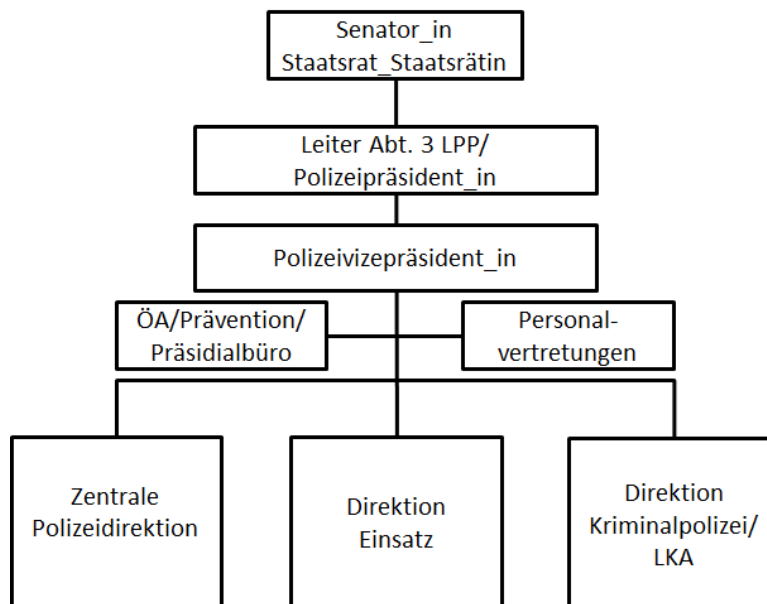 Senator_in
Staatsrat_Staatsrätin
Leiter Abt. 3 LPP/
Polizeipräsident_in
Polizeivizepräsident_in
ÖA/Prävention/
Präsidialbüro
Personal-
vertretungen
Zentrale
Polizeidirektion
Direktion
Einsatz
Direktion
Kriminalpolizei/
LKA